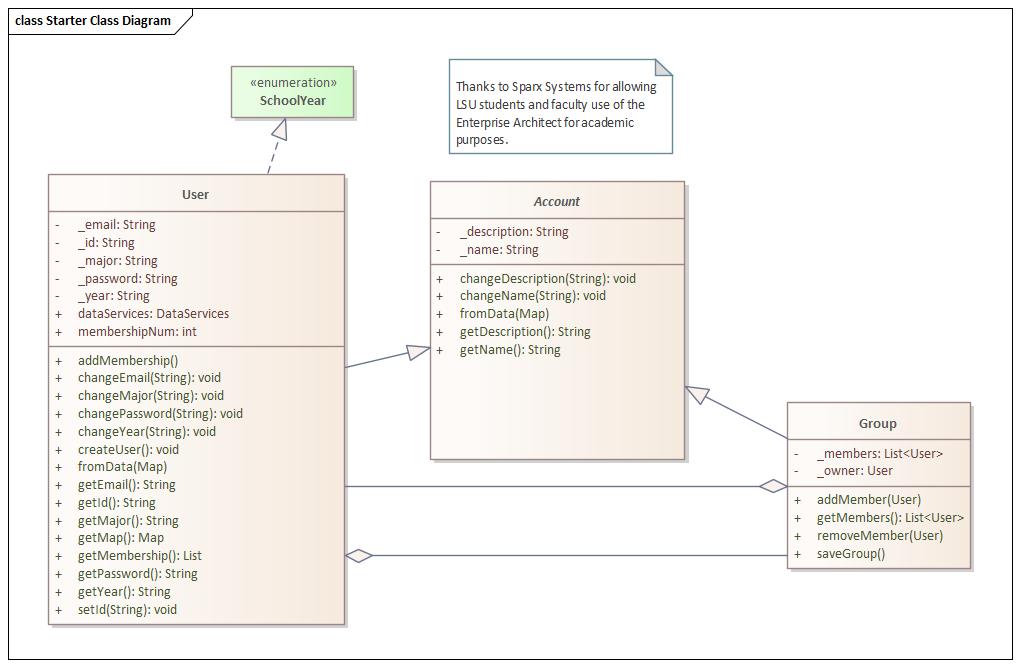 class Starter Class Diagram
«enumeration»
SchoolYear
Thanks to Sparx Systems for allowing
LSU students and faculty use of the
Enterprise Architect for academic
purposes.
User
- _email: String
- _id: String
- _major: String
- _password: String
- _year: String
+ dataServices: DataServices
+ membershipNum: int
+ addMembership()
+ changeEmail(String): void
+ changeMajor(String): void
+ changePassword(String): void
+ changeYear(String): void
+ createUser(): void
+ fromData(Map)
+ getEmail(): String
+ getId(): String
+ getMajor(): String
+ getMap(): Map
+ getMembership(): List
+ getPassword(): String
+ getYear(): String
+ setId(String): void
Account
- _description: String
- _name: String
+ changeDescription(String): void
+ changeName(String): void
+ fromData(Map)
+ getDescription(): String
+ getName(): String
Group
- _members: List<User>
- _owner: User
+ addMember(User)
+ getMembers(): List<User>
+ removeMember(User)
+ saveGroup()